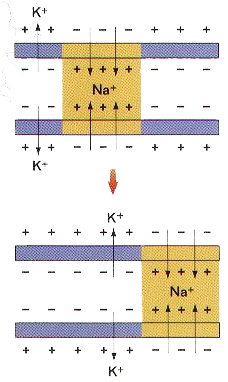 K⁺
+ + − − − + + +
− − + + + − − −
Na⁺
− − + + + − − −
+ + − − − + + +
K⁺
K⁺
+ + + + + − − −
− − − − − + + +
Na⁺
− − − − − + + +
+ + + + + − − −
K⁺